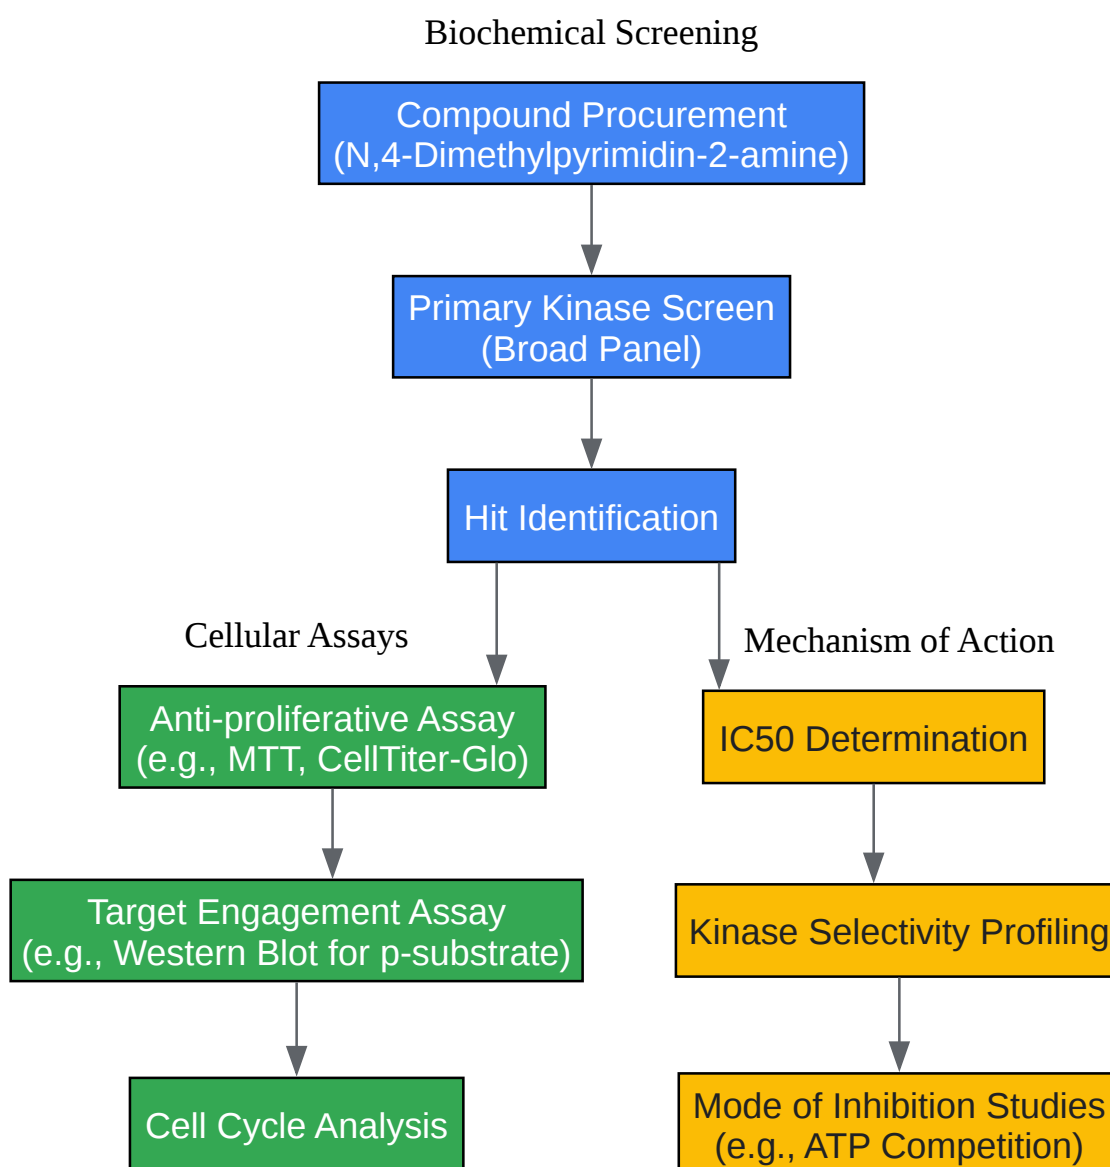 Biochemical Screening
Compound Procurement
(N,4-Dimethylpyrimidin-2-amine)
Primary Kinase Screen
(Broad Panel)
Hit Identification
Cellular Assays
Anti-proliferative Assay
(e.g., MTT, CellTiter-Glo)
Target Engagement Assay
(e.g., Western Blot for p-substrate)
Cell Cycle Analysis
Mechanism of Action
IC50 Determination
Kinase Selectivity Profiling
Mode of Inhibition Studies
(e.g., ATP Competition)